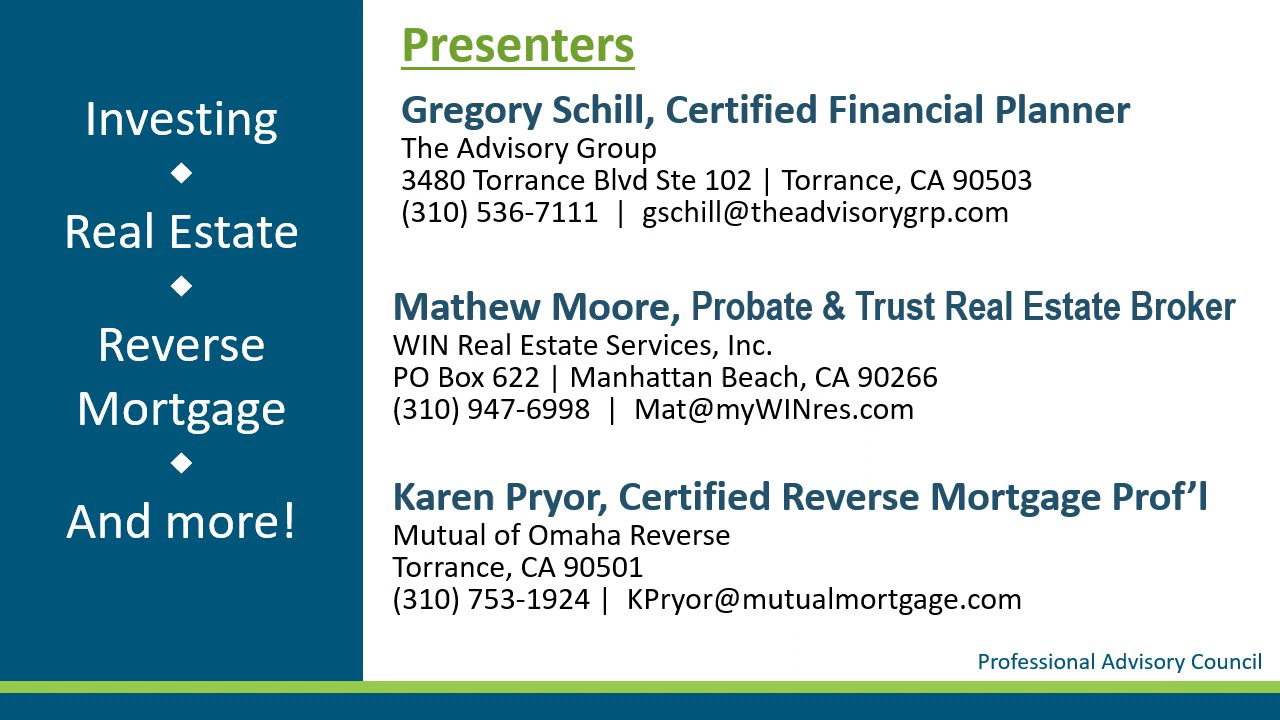 Investing
Real Estate
Reverse
Mortgage
And more!
Presenters
Gregory Schill, Certified Financial Planner
The Advisory Group
3480 Torrance Blvd Ste 102 | Torrance, CA 90503
(310) 536-7111 | gschill@theadvisorygrp.com
Mathew Moore, Probate & Trust Real Estate Broker
WIN Real Estate Services, Inc.
PO Box 622 | Manhattan Beach, CA 90266
(310) 947-6998 | Mat@myWINres.com
Karen Pryor, Certified Reverse Mortgage Prof’l
Mutual of Omaha Reverse
Torrance, CA 90501
(310) 753-1924 | KPryor@mutualmortgage.com
Professional Advisory Council